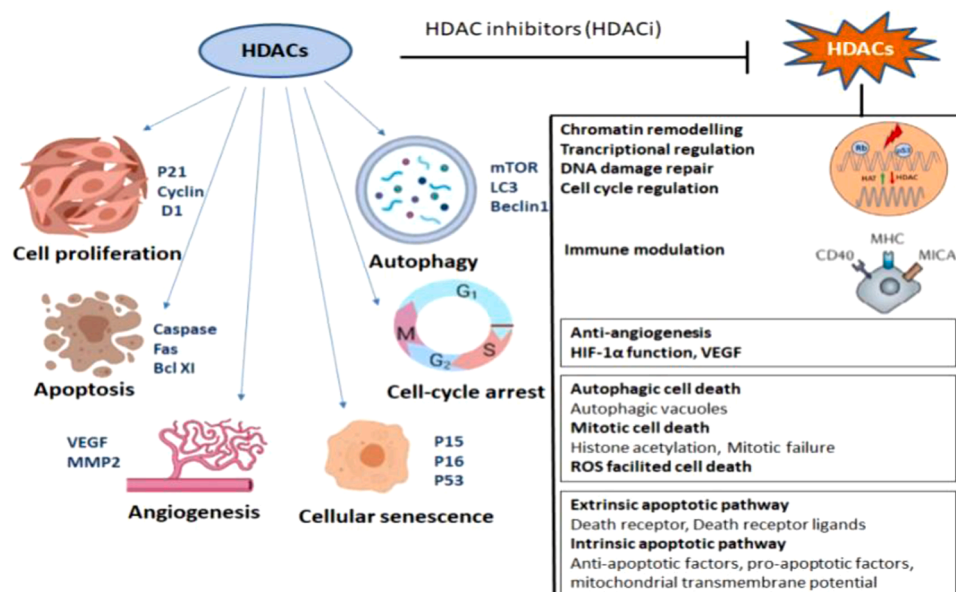 HDACs
HDAC inhibitors (HDACi)
HDACs
P21
Cyclin
D1
Cell proliferation
mTOR
LC3
Beclin1
Autophagy
Caspase
Fas
Bcl Xl
Apoptosis
G1
S
G2
M
Cell-cycle arrest
VEGF
MMP2
Angiogenesis
P15
P16
P53
Cellular senescence
Chromatin remodelling
Trancriptional regulation
DNA damage repair
Cell cycle regulation
Rb
p53
HAT
HDAC
Immune modulation
CD40
MHC
MICA
Anti-angiogenesis
HIF-1α function, VEGF
Autophagic cell death
Autophagic vacuoles
Mitotic cell death
Histone acetylation, Mitotic failure
ROS facilited cell death
Extrinsic apoptotic pathway
Death receptor, Death receptor ligands
Intrinsic apoptotic pathway
Anti-apoptotic factors, pro-apoptotic factors,
mitochondrial transmembrane potential